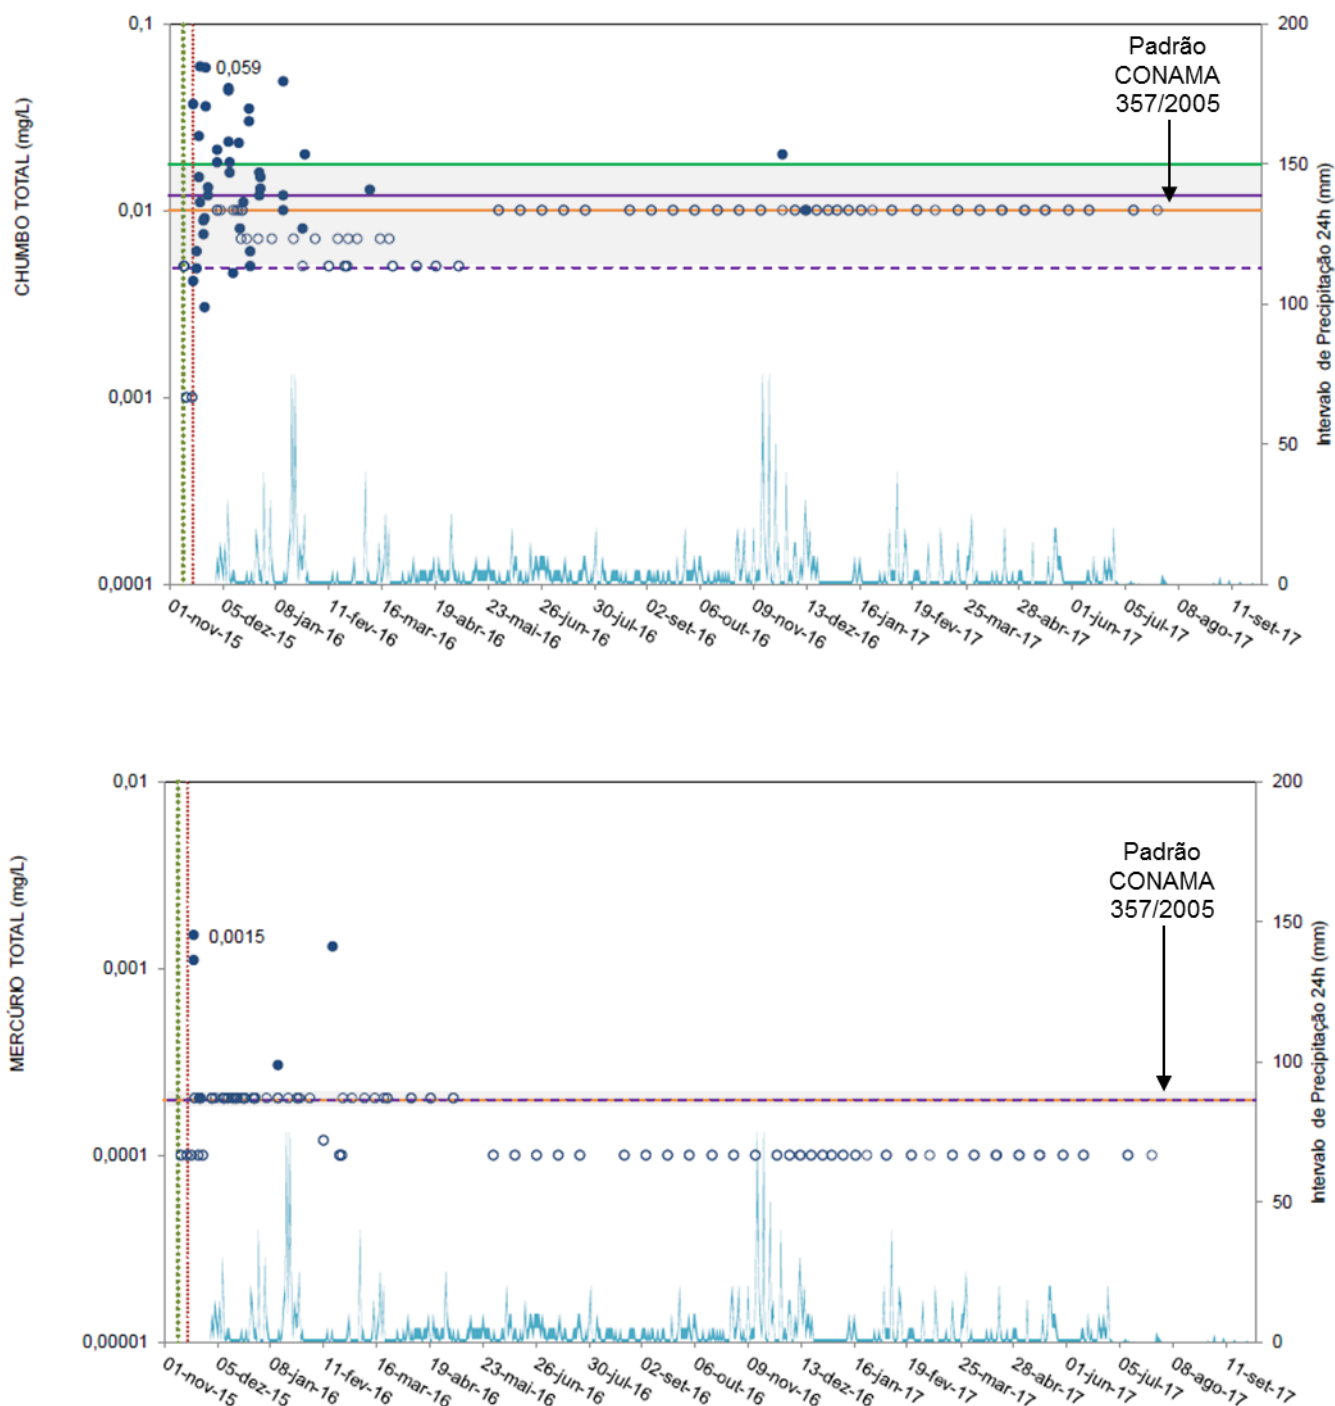 CHUMBO TOTAL (mg/L)
0,1
0,01
0,001
0,0001
0,059
Padrão
CONAMA
357/2005
200
150
100
50
0
Intervalo de Precipitação 24h (mm)
01-nov-15
05-dez-15
08-jan-16
11-fev-16
16-mar-16
19-abr-16
23-mai-16
26-jun-16
30-jul-16
02-set-16
06-out-16
09-nov-16
13-dez-16
16-jan-17
19-fev-17
25-mar-17
28-abr-17
01-jun-17
05-jul-17
08-ago-17
11-set-17
MERCÚRIO TOTAL (mg/L)
0,01
0,001
0,0001
0,00001
0,0015
Padrão
CONAMA
357/2005
200
150
100
50
0
Intervalo de Precipitação 24h (mm)
01-nov-15
05-dez-15
08-jan-16
11-fev-16
16-mar-16
19-abr-16
23-mai-16
26-jun-16
30-jul-16
02-set-16
06-out-16
09-nov-16
13-dez-16
16-jan-17
19-fev-17
25-mar-17
28-abr-17
01-jun-17
05-jul-17
08-ago-17
11-set-17